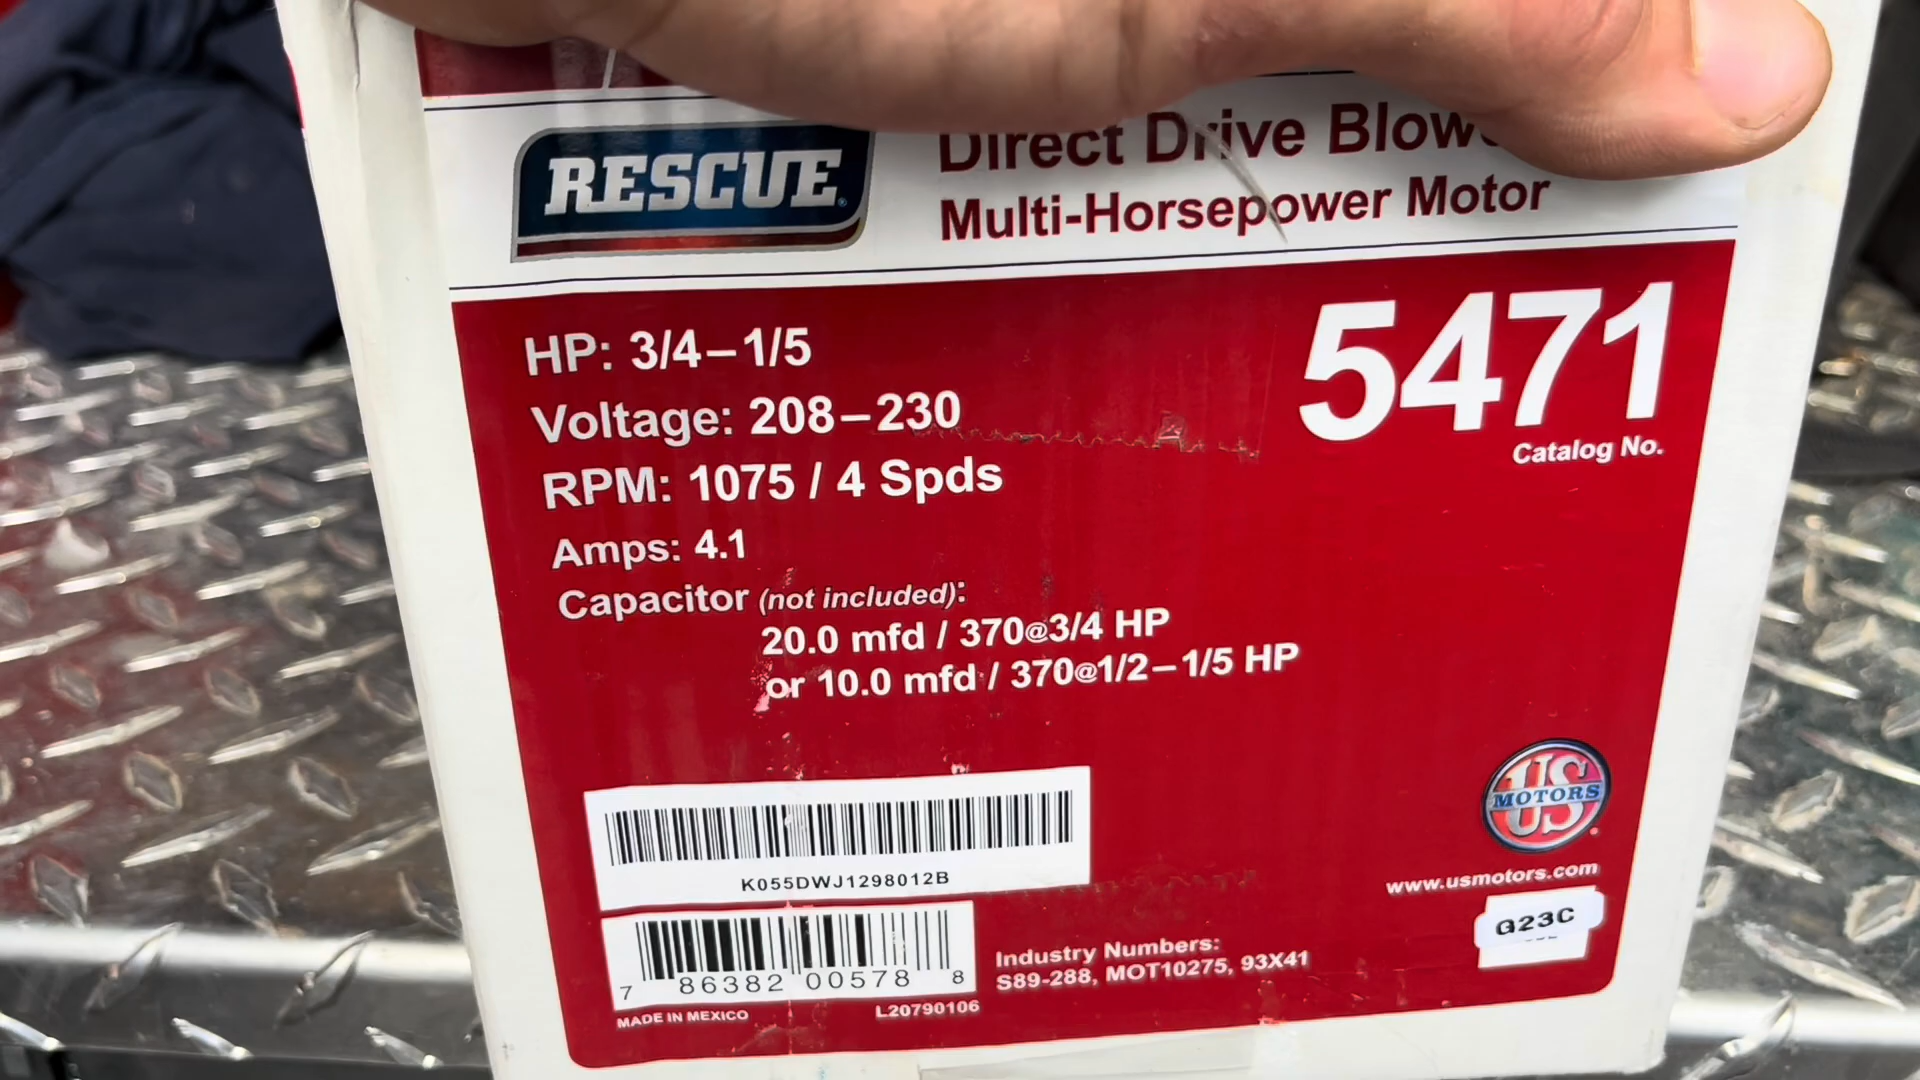 RESCUE
Direct Drive
Multi-Horsepower Motor
5471
Catalog No.
HP: 3/4–1/5
Voltage: 208–230
RPM: 1075 / 4 Spds
Amps: 4.1
Capacitor (not included):
20.0 mfd / 370@3/4 HP
or 10.0 mfd / 370@1/2–1/5 HP
US
MOTORS
www.usmotors.com
G23C
K055DWJ1298012B
7 86382 00578 8
MADE IN MEXICO
L20790106
Industry Numbers:
S89-288, MOT10275, 93X41